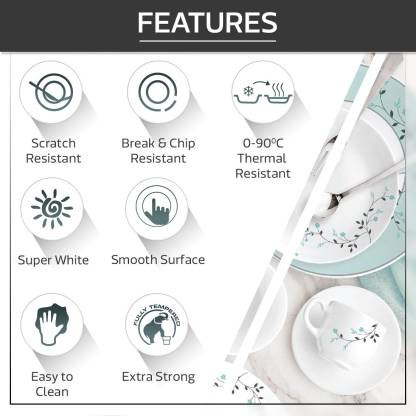 FEATURES
Scratch
Resistant
Break & Chip
Resistant
0-90⁰C
Thermal
Resistant
Super White
Smooth Surface
FULLY TEMPERED
Easy to
Clean
Extra Strong